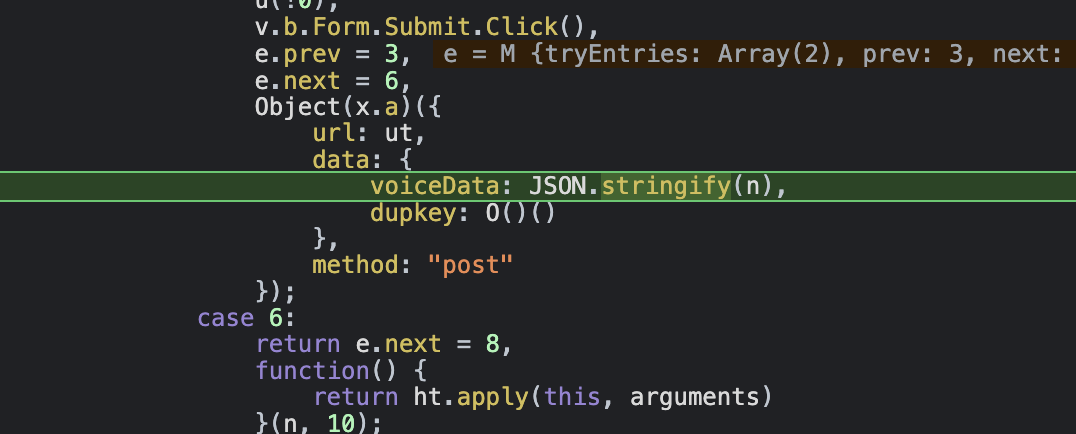 u(!0),
v.b.Form.Submit.Click(),
e.prev = 3, e = M {tryEntries: Array(2), prev: 3, next:
e.next = 6,
Object(x.a)({
url: ut,
data: {
voiceData: JSON.stringify(n),
dupkey: O()()
},
method: "post"
});
case 6:
return e.next = 8,
function() {
return ht.apply(this, arguments)
}(n, 10);